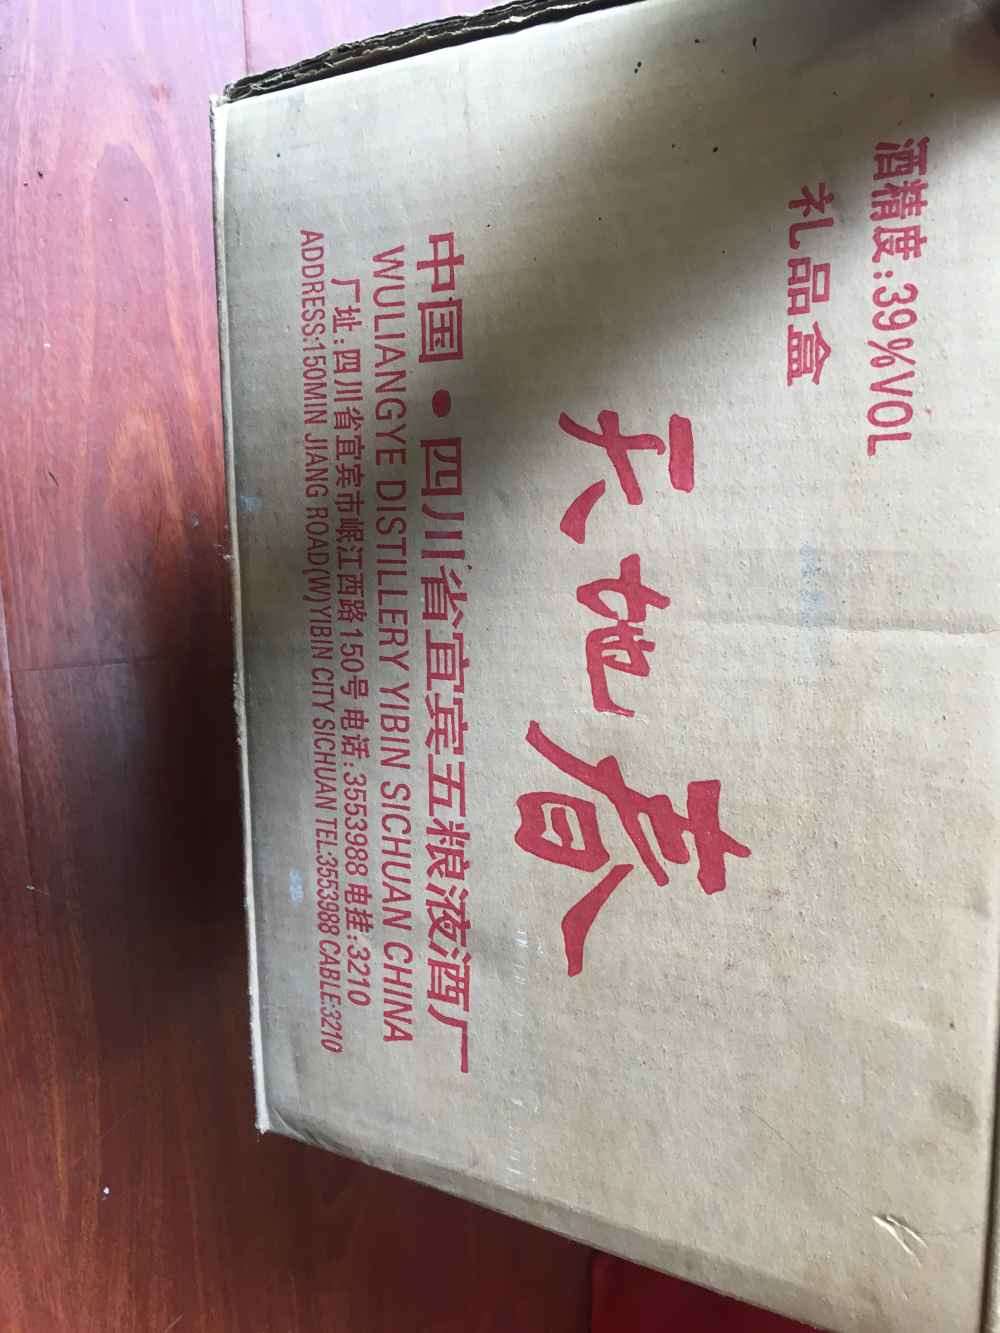 酒精度:39%VOL
礼品盒
天地春
中国•四川省宜宾五粮液酒厂
WULIANGYE DISTILLERY YIBIN SICHUAN CHINA
厂址:四川省宜宾市岷江西路150号 电话:3553988 电挂:3210
ADDRESS:150MIN JIANG ROAD(W)YIBIN CITY SICHUAN TEL:3553988 CABLE:3210